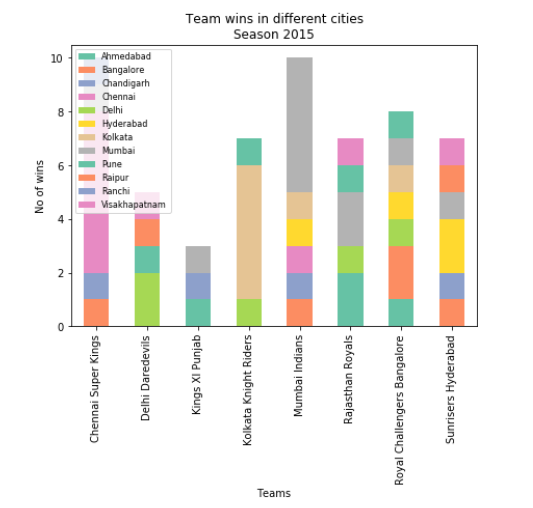 Team wins in different cities
Season 2015
No of wins
10
8
6
4
2
0
Ahmedabad
Bangalore
Chandigarh
Chennai
Delhi
Hyderabad
Kolkata
Mumbai
Pune
Raipur
Ranchi
Visakhapatnam
Chennai Super Kings
Delhi Daredevils
Kings XI Punjab
Kolkata Knight Riders
Mumbai Indians
Rajasthan Royals
Royal Challengers Bangalore
Sunrisers Hyderabad
Teams